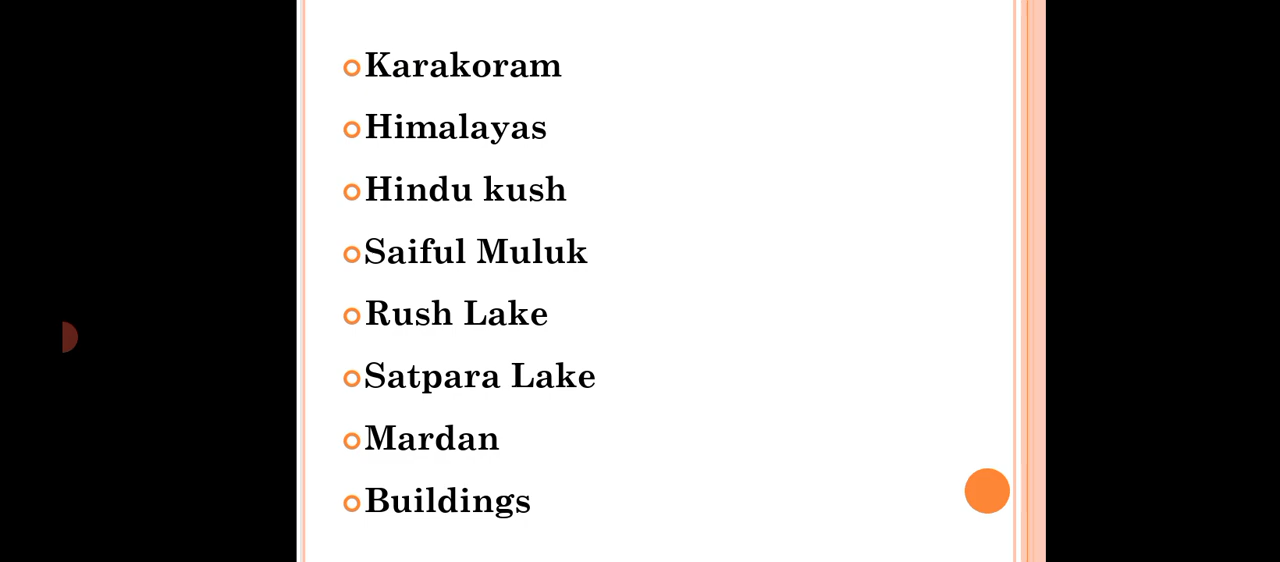 Karakoram
Himalayas
Hindu kush
Saiful Muluk
Rush Lake
Satpara Lake
Mardan
Buildings